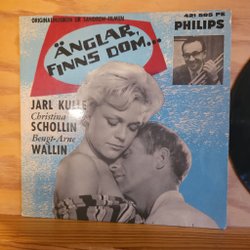 ORIGINALMUSIKEN UR SANDREW-FILMEN
421 505 PE
PHILIPS
ÄNGLAR,
FINNS DOM...
JARL KULLE
Christina
SCHOLLIN
Bengt-Arne
WALLIN